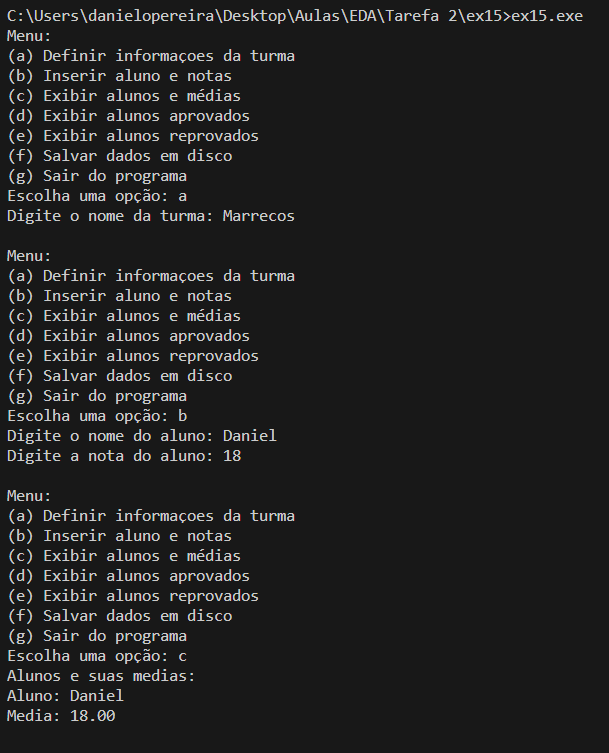 C:\Users\danielopereira\Desktop\Aulas\EDA\Tarefa 2\ex15>ex15.exe
Menu:
(a) Definir informaçoes da turma
(b) Inserir aluno e notas
(c) Exibir alunos e médias
(d) Exibir alunos aprovados
(e) Exibir alunos reprovados
(f) Salvar dados em disco
(g) Sair do programa
Escolha uma opção: a
Digite o nome da turma: Marrecos

Menu:
(a) Definir informaçoes da turma
(b) Inserir aluno e notas
(c) Exibir alunos e médias
(d) Exibir alunos aprovados
(e) Exibir alunos reprovados
(f) Salvar dados em disco
(g) Sair do programa
Escolha uma opção: b
Digite o nome do aluno: Daniel
Digite a nota do aluno: 18

Menu:
(a) Definir informaçoes da turma
(b) Inserir aluno e notas
(c) Exibir alunos e médias
(d) Exibir alunos aprovados
(e) Exibir alunos reprovados
(f) Salvar dados em disco
(g) Sair do programa
Escolha uma opção: c
Alunos e suas medias:
Aluno: Daniel
Media: 18.00